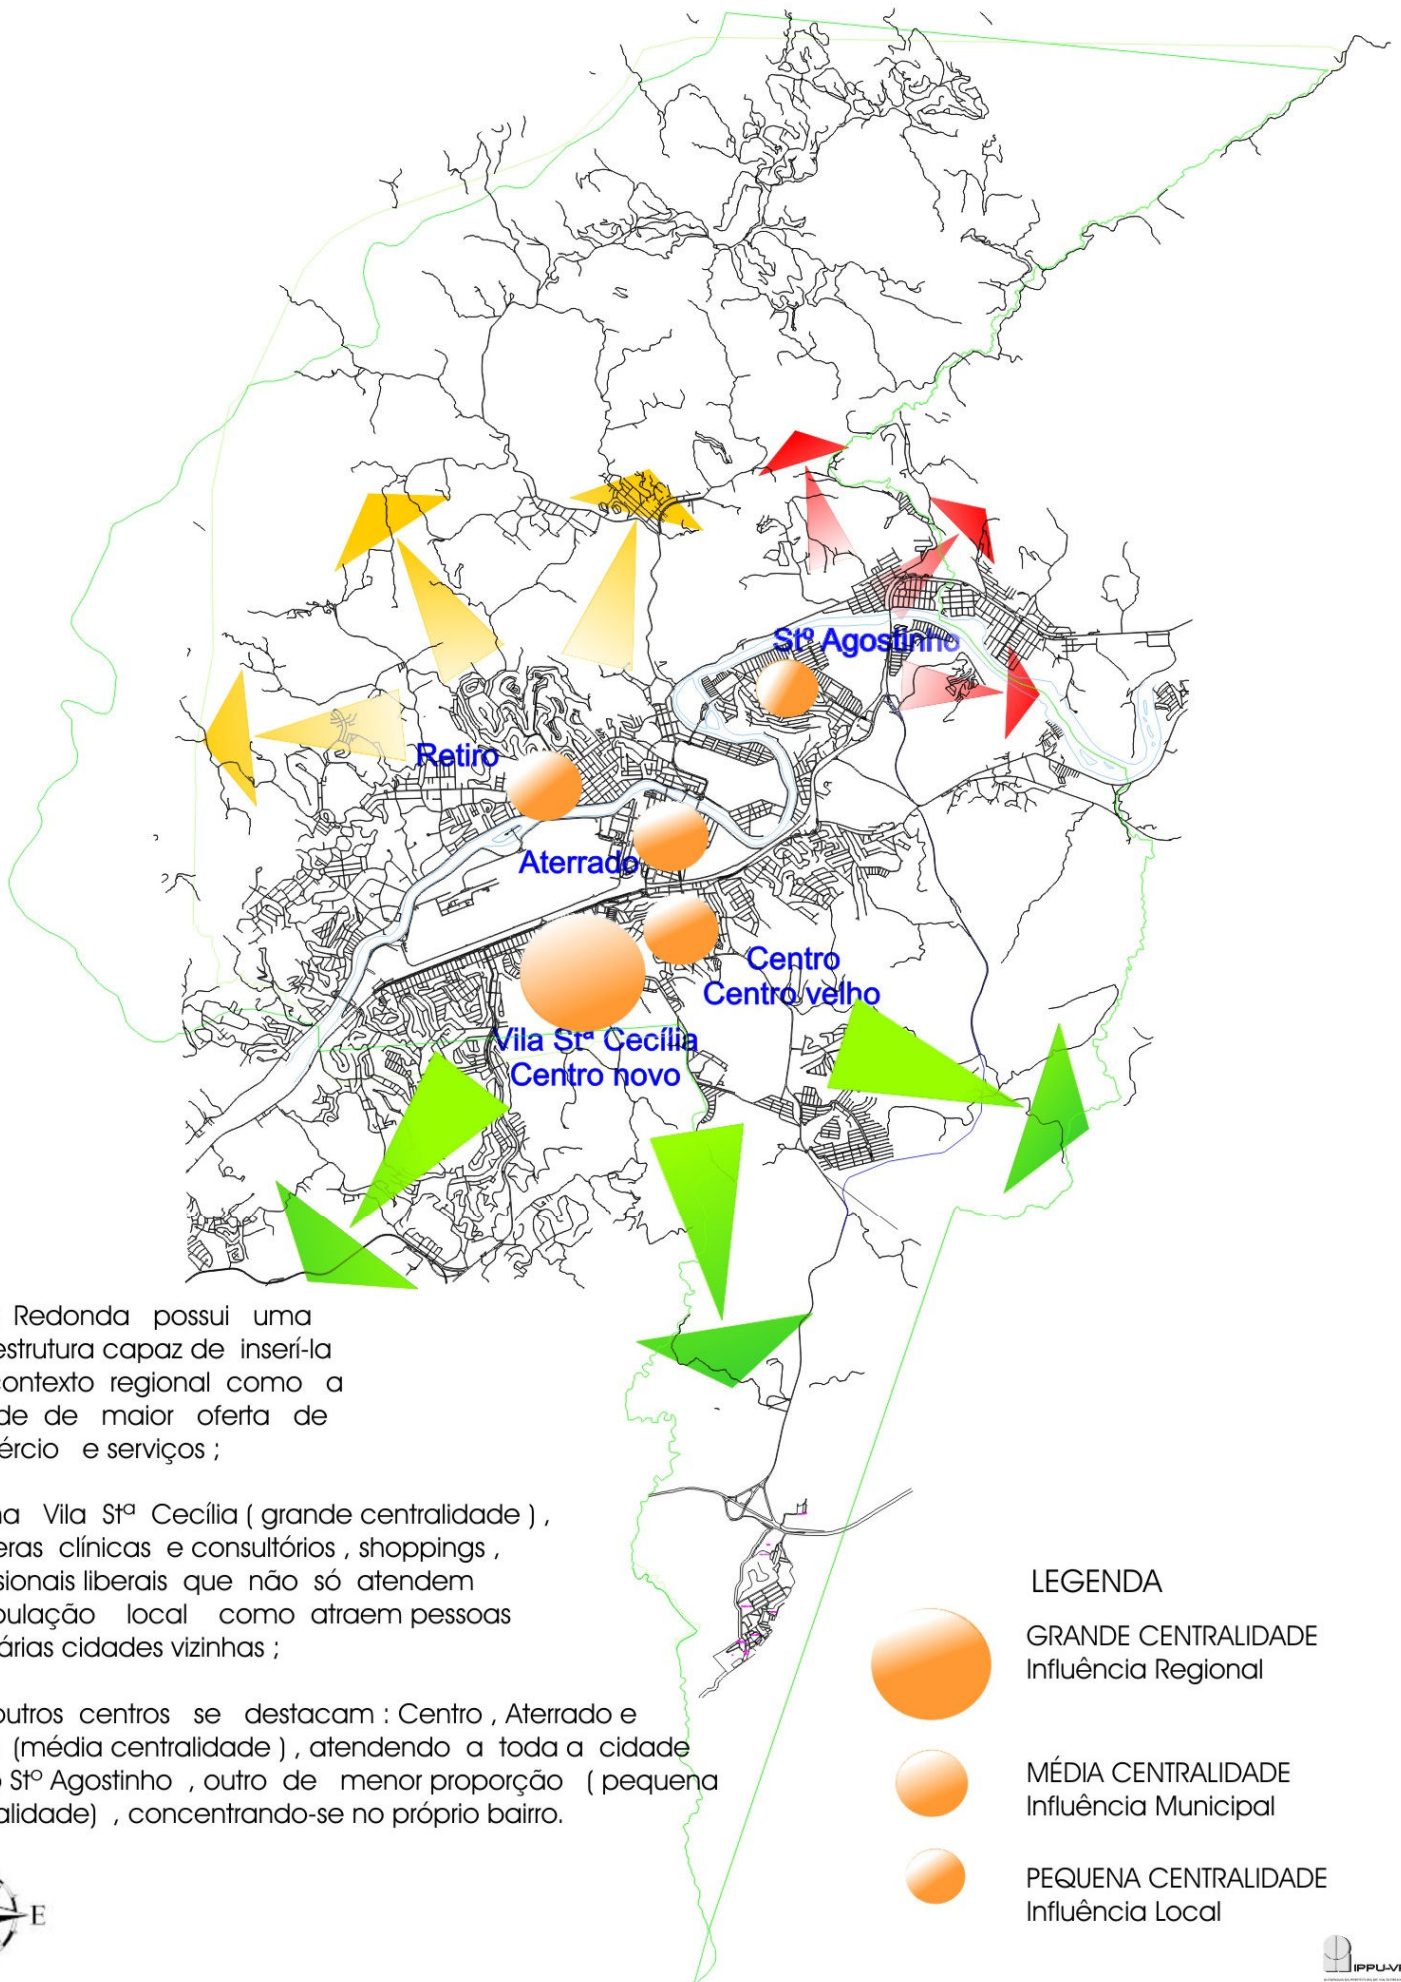 Stº Agostinho
Retiro
Aterrado
Centro
Centro velho
Vila Stª Cecília
Centro novo
Redonda possui uma
estrutura capaz de inserí-la
contexto regional como a
de de maior oferta de
ércio e serviços ;
na Vila Stª Cecília ( grande centralidade ) ,
eras clínicas e consultórios , shoppings ,
sionais liberais que não só atendem
pulação local como atraem pessoas
árias cidades vizinhas ;
outros centros se destacam : Centro , Aterrado e
(média centralidade ) , atendendo a toda a cidade
o Stº Agostinho , outro de menor proporção ( pequena
alidade) , concentrando-se no próprio bairro.
E
LEGENDA
GRANDE CENTRALIDADE
Influência Regional
MÉDIA CENTRALIDADE
Influência Municipal
PEQUENA CENTRALIDADE
Influência Local
IPPU-VR